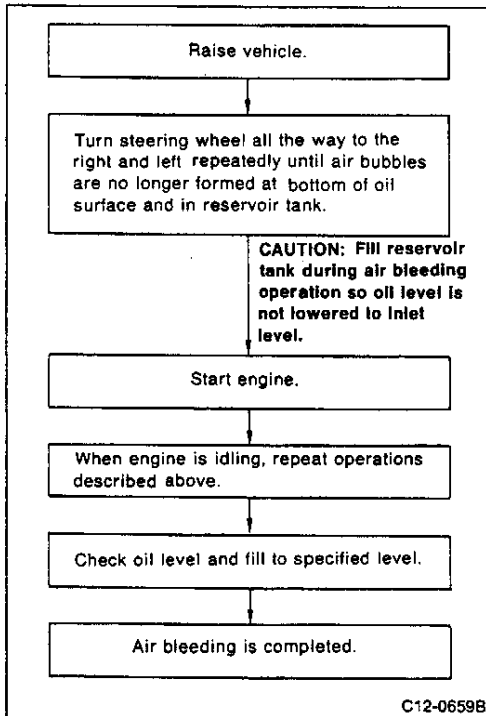 Raise vehicle.
Turn steering wheel all the way to the
right and left repeatedly until air bubbles
are no longer formed at bottom of oil
surface and in reservoir tank.
CAUTION: Fill reservoir
tank during air bleeding
operation so oil level is
not lowered to inlet
level.
Start engine.
When engine is idling, repeat operations
described above.
Check oil level and fill to specified level.
Air bleeding is completed.
C12-0659B